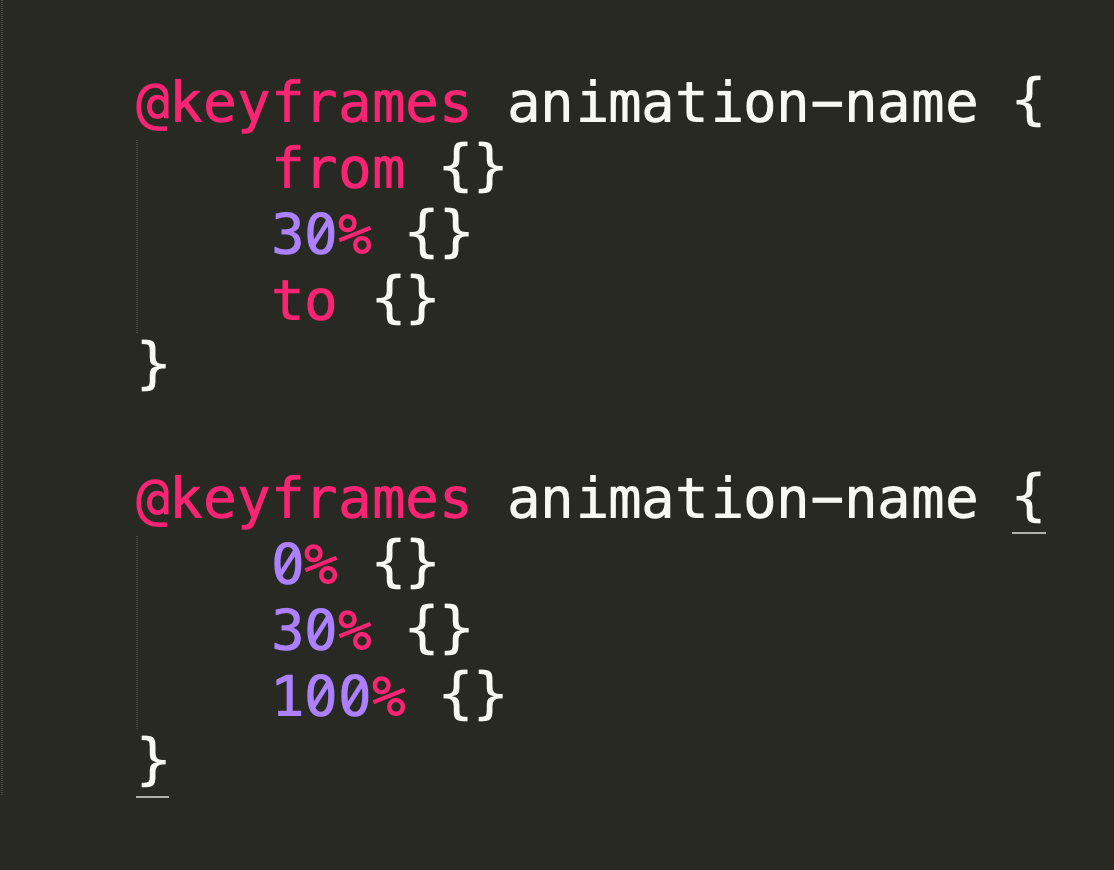 @keyframes animation-name {
from {}
30% {}
to {}
}
@keyframes animation-name {
0% {}
30% {}
100% {}
}